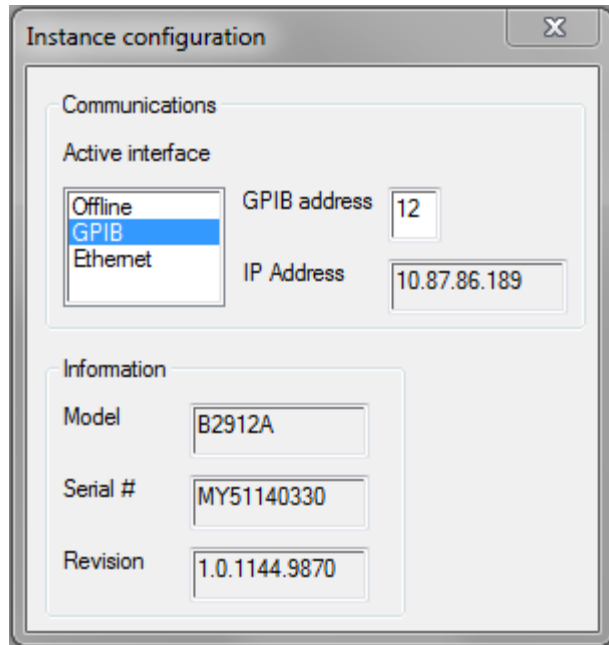 Instance configuration
Communications
Active interface
Offline
GPIB
Ethernet
GPIB address
12
IP Address
10.87.86.189
Information
Model
B2912A
Serial #
MY51140330
Revision
1.0.1144.9870